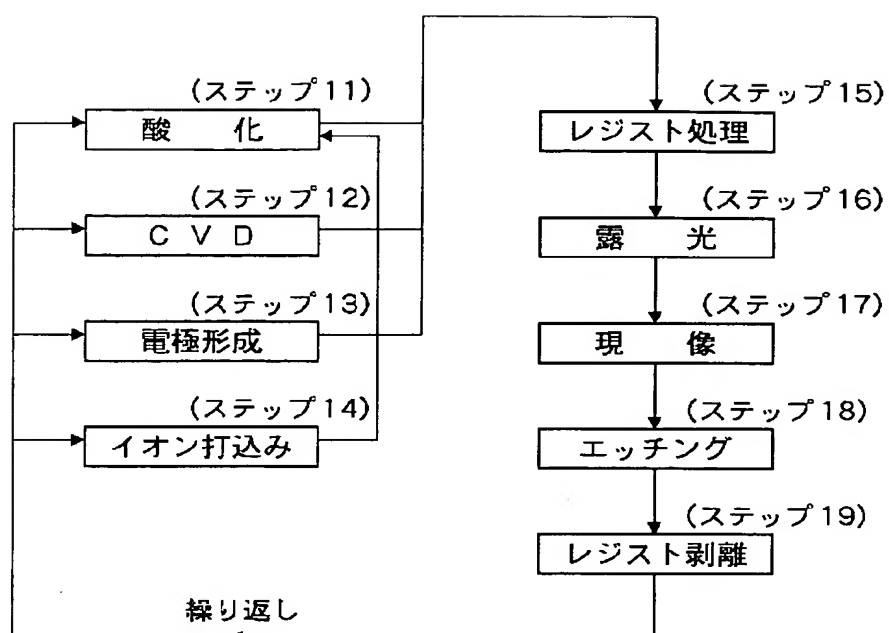 (ステップ11)
酸 化
(ステップ12)
C V D
(ステップ13)
電極形成
(ステップ14)
イオン打込み
(ステップ15)
レジスト処理
(ステップ16)
露 光
(ステップ17)
現 像
(ステップ18)
エッチング
(ステップ19)
レジスト剥離
繰り返し